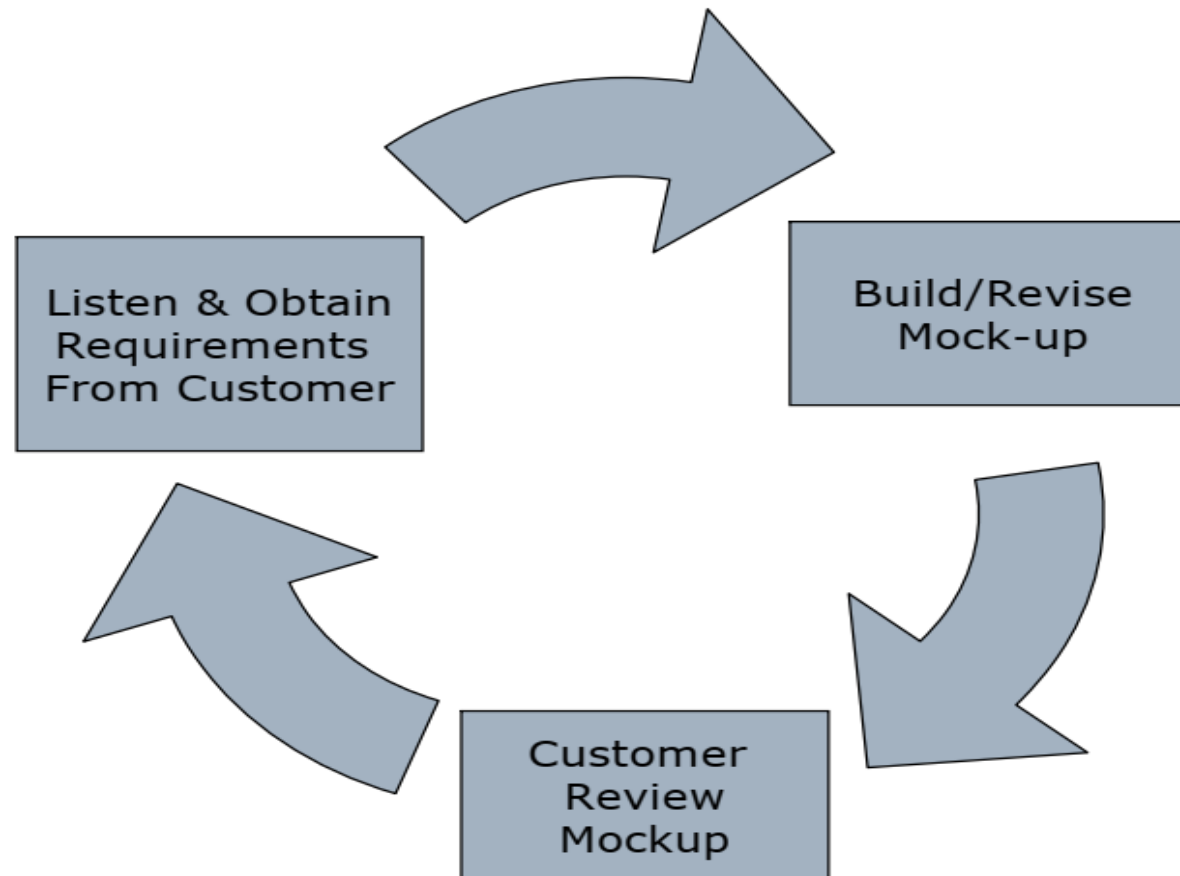 Listen & Obtain
Requirements
From Customer
Build/Revise
Mock-up
Customer
Review
Mockup